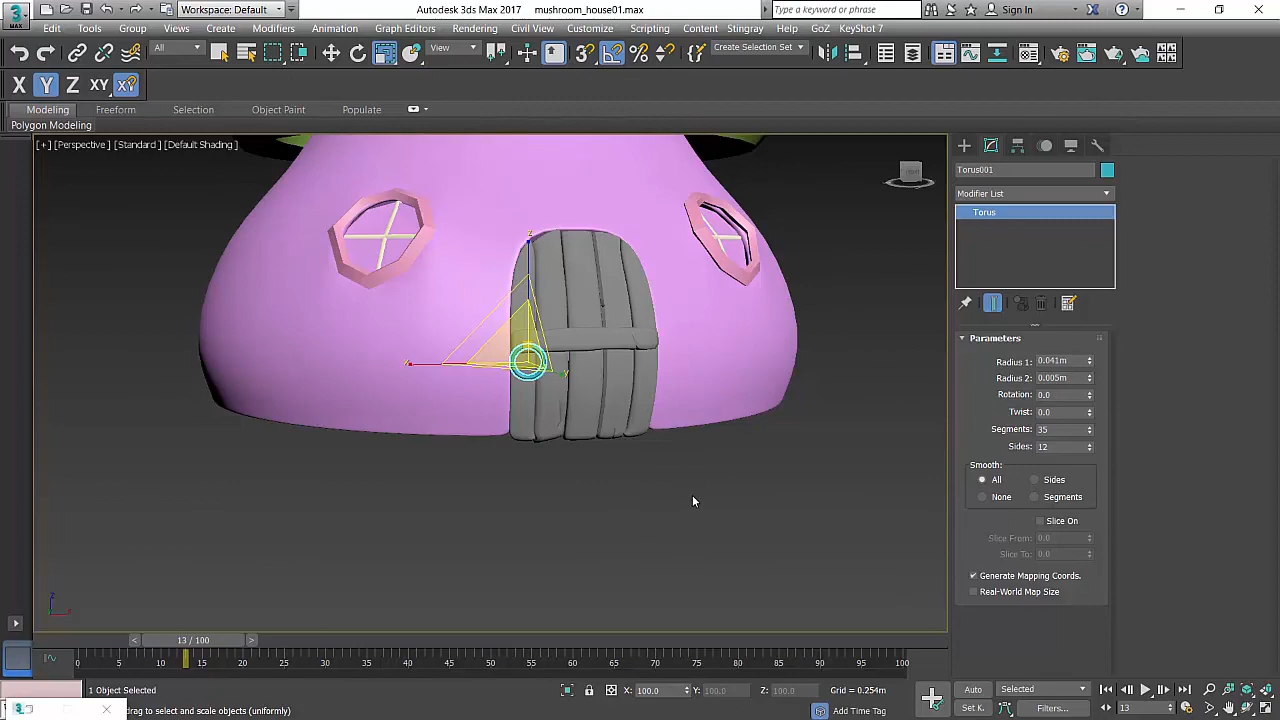 MAX
Workspace: Default
Autodesk 3ds Max 2017 mushroom_house01.max
Type a keyword or phrase
Sign In
Edit Tools Group Views Create Modifiers Animation Graph Editors Rendering Civil View Customize Scripting Content Stingray GoZ KeyShot 7
All
View
3
Create Selection Set
X Y Z XY
Modeling Freeform Selection Object Paint Populate
Polygon Modeling
[+] [Perspective] [Standard] [Default Shading]
Torus001
Modifier List
Torus
Parameters
Radius 1: 0.041m
Radius 2: 0.005m
Rotation: 0.0
Twist: 0.0
Segments: 35
Sides: 12
Smooth:
All Sides
None Segments
Slice On
Slice From: 0.0
Slice To: 0.0
Generate Mapping Coords.
Real-World Map Size
z
x
y
z
< 13 / 100 >
0 5 10 15 20 25 30 35 40 45 50 55 60 65 70 75 80 85 90 95 100
1 Object Selected
X: 100.0 Y: 100.0 Z: 100.0 Grid = 0.254m
Auto Selected
drag to select and scale objects (uniformly)
Add Time Tag
Set K. Filters... 13